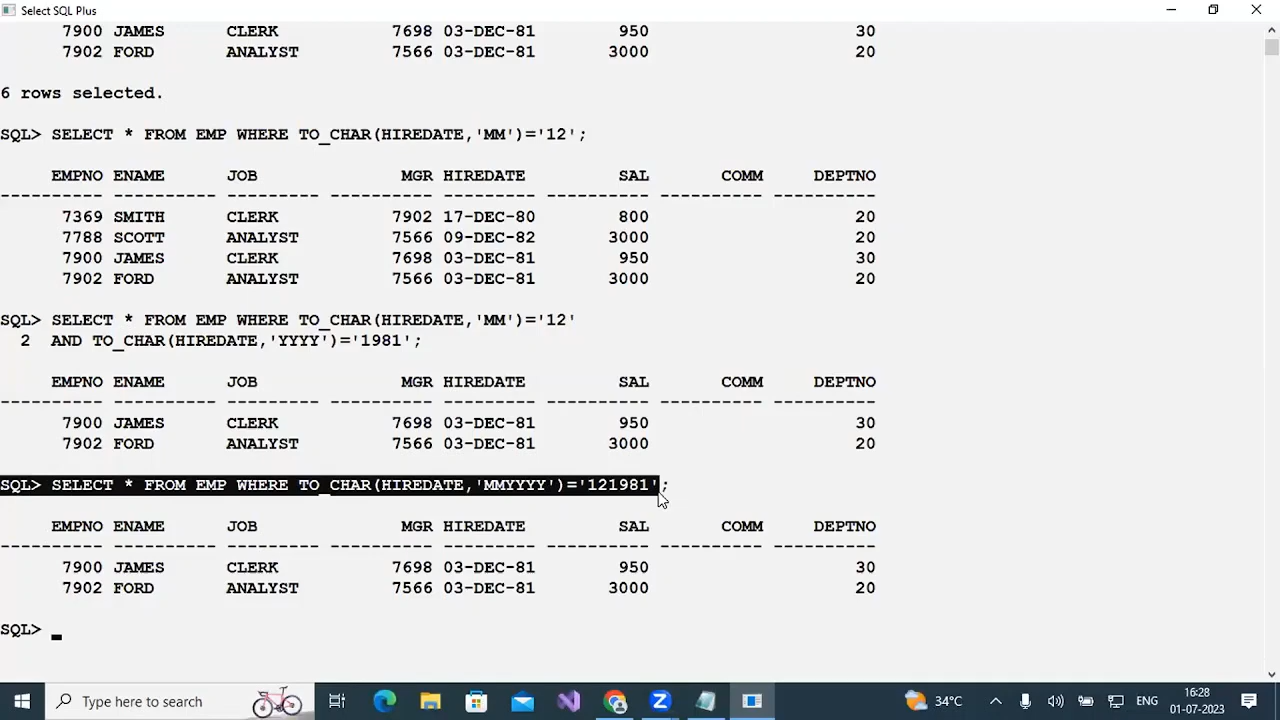 Select SQL Plus
7900 JAMES CLERK 7698 03-DEC-81 950 30
7902 FORD ANALYST 7566 03-DEC-81 3000 20
6 rows selected.
SQL> SELECT * FROM EMP WHERE TO_CHAR(HIREDATE,'MM')='12';
EMPNO ENAME JOB MGR HIREDATE SAL COMM DEPTNO
---------- ---------- --------- ---------- --------- ---------- ---------- ----------
7369 SMITH CLERK 7902 17-DEC-80 800 20
7788 SCOTT ANALYST 7566 09-DEC-82 3000 20
7900 JAMES CLERK 7698 03-DEC-81 950 30
7902 FORD ANALYST 7566 03-DEC-81 3000 20
SQL> SELECT * FROM EMP WHERE TO_CHAR(HIREDATE,'MM')='12'
2 AND TO_CHAR(HIREDATE,'YYYY')='1981';
EMPNO ENAME JOB MGR HIREDATE SAL COMM DEPTNO
---------- ---------- --------- ---------- --------- ---------- ---------- ----------
7900 JAMES CLERK 7698 03-DEC-81 950 30
7902 FORD ANALYST 7566 03-DEC-81 3000 20
SQL> SELECT * FROM EMP WHERE TO_CHAR(HIREDATE,'MMYYYY')='121981';
EMPNO ENAME JOB MGR HIREDATE SAL COMM DEPTNO
---------- ---------- --------- ---------- --------- ---------- ---------- ----------
7900 JAMES CLERK 7698 03-DEC-81 950 30
7902 FORD ANALYST 7566 03-DEC-81 3000 20
SQL>
Type here to search
34°C
ENG
16:28
01-07-2023